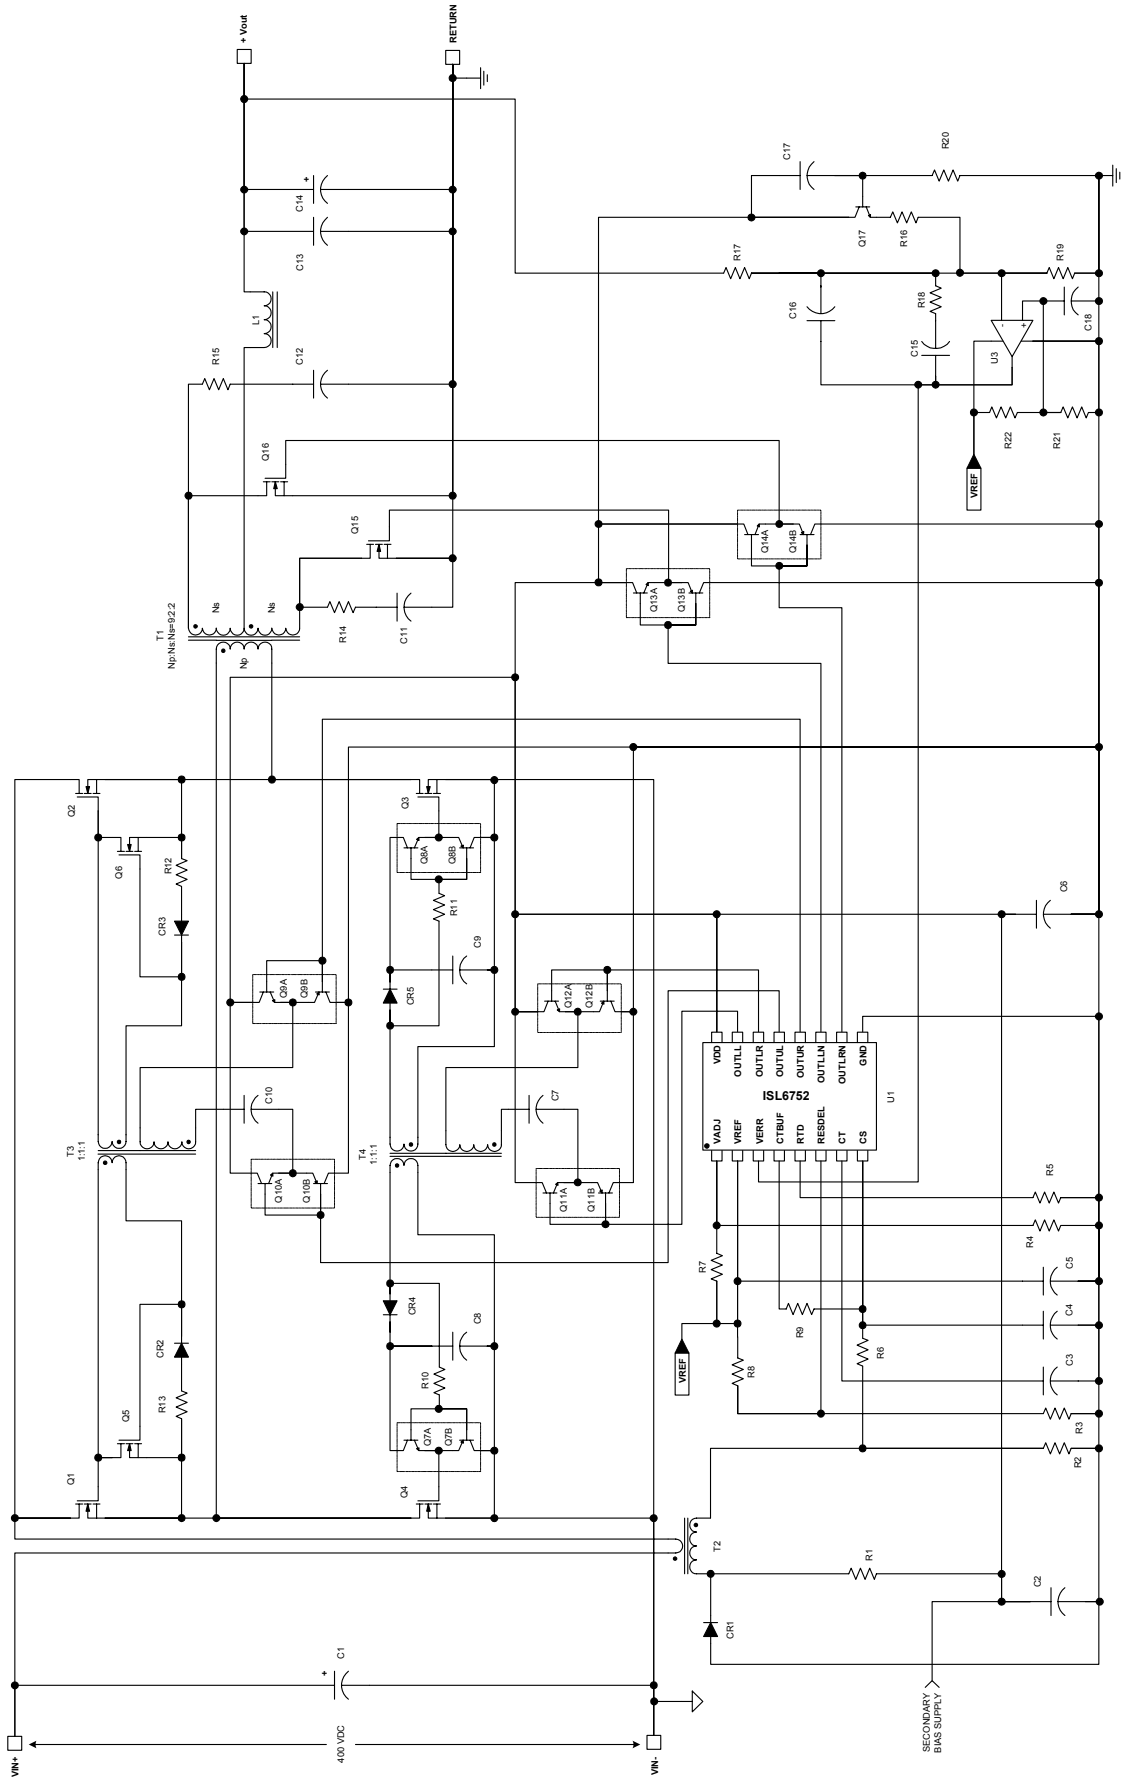 VIN+
400 VDC
VIN-
C1
SECONDARY
BIAS SUPPLY
CR1
T2
R1
C2
Q1
Q5
R13
CR2
T3
1:1:1
CR3
R12
Q6
Q2
Q4
Q7A
Q7B
R10
C8
CR4
T4
1:1:1
CR5
C9
R11
Q8A
Q8B
Q3
Q10A
Q10B
C10
Q9A
Q9B
Q11A
Q11B
C7
Q12A
Q12B
R2
R3
C3
C4
C5
R4
R5
R6
R8
R9
R7
VREF
VADJ
VREF
VERR
CTBUF
RTD
RESDEL
CT
CS
ISL6752
U1
VDD
OUTLL
OUTLR
OUTUL
OUTUR
OUTLLN
OUTLRN
GND
C6
T1
Np:Ns:Ns=9:2:2
Np
Ns
Ns
R14
C11
Q15
Q16
R15
C12
L1
C13
C14
+
+
+ Vout
RETURN
Q13A
Q13B
Q14A
Q14B
VREF
R22
R21
U3
-
+
C18
C15
R18
C16
R17
R19
Q17
R16
C17
R20